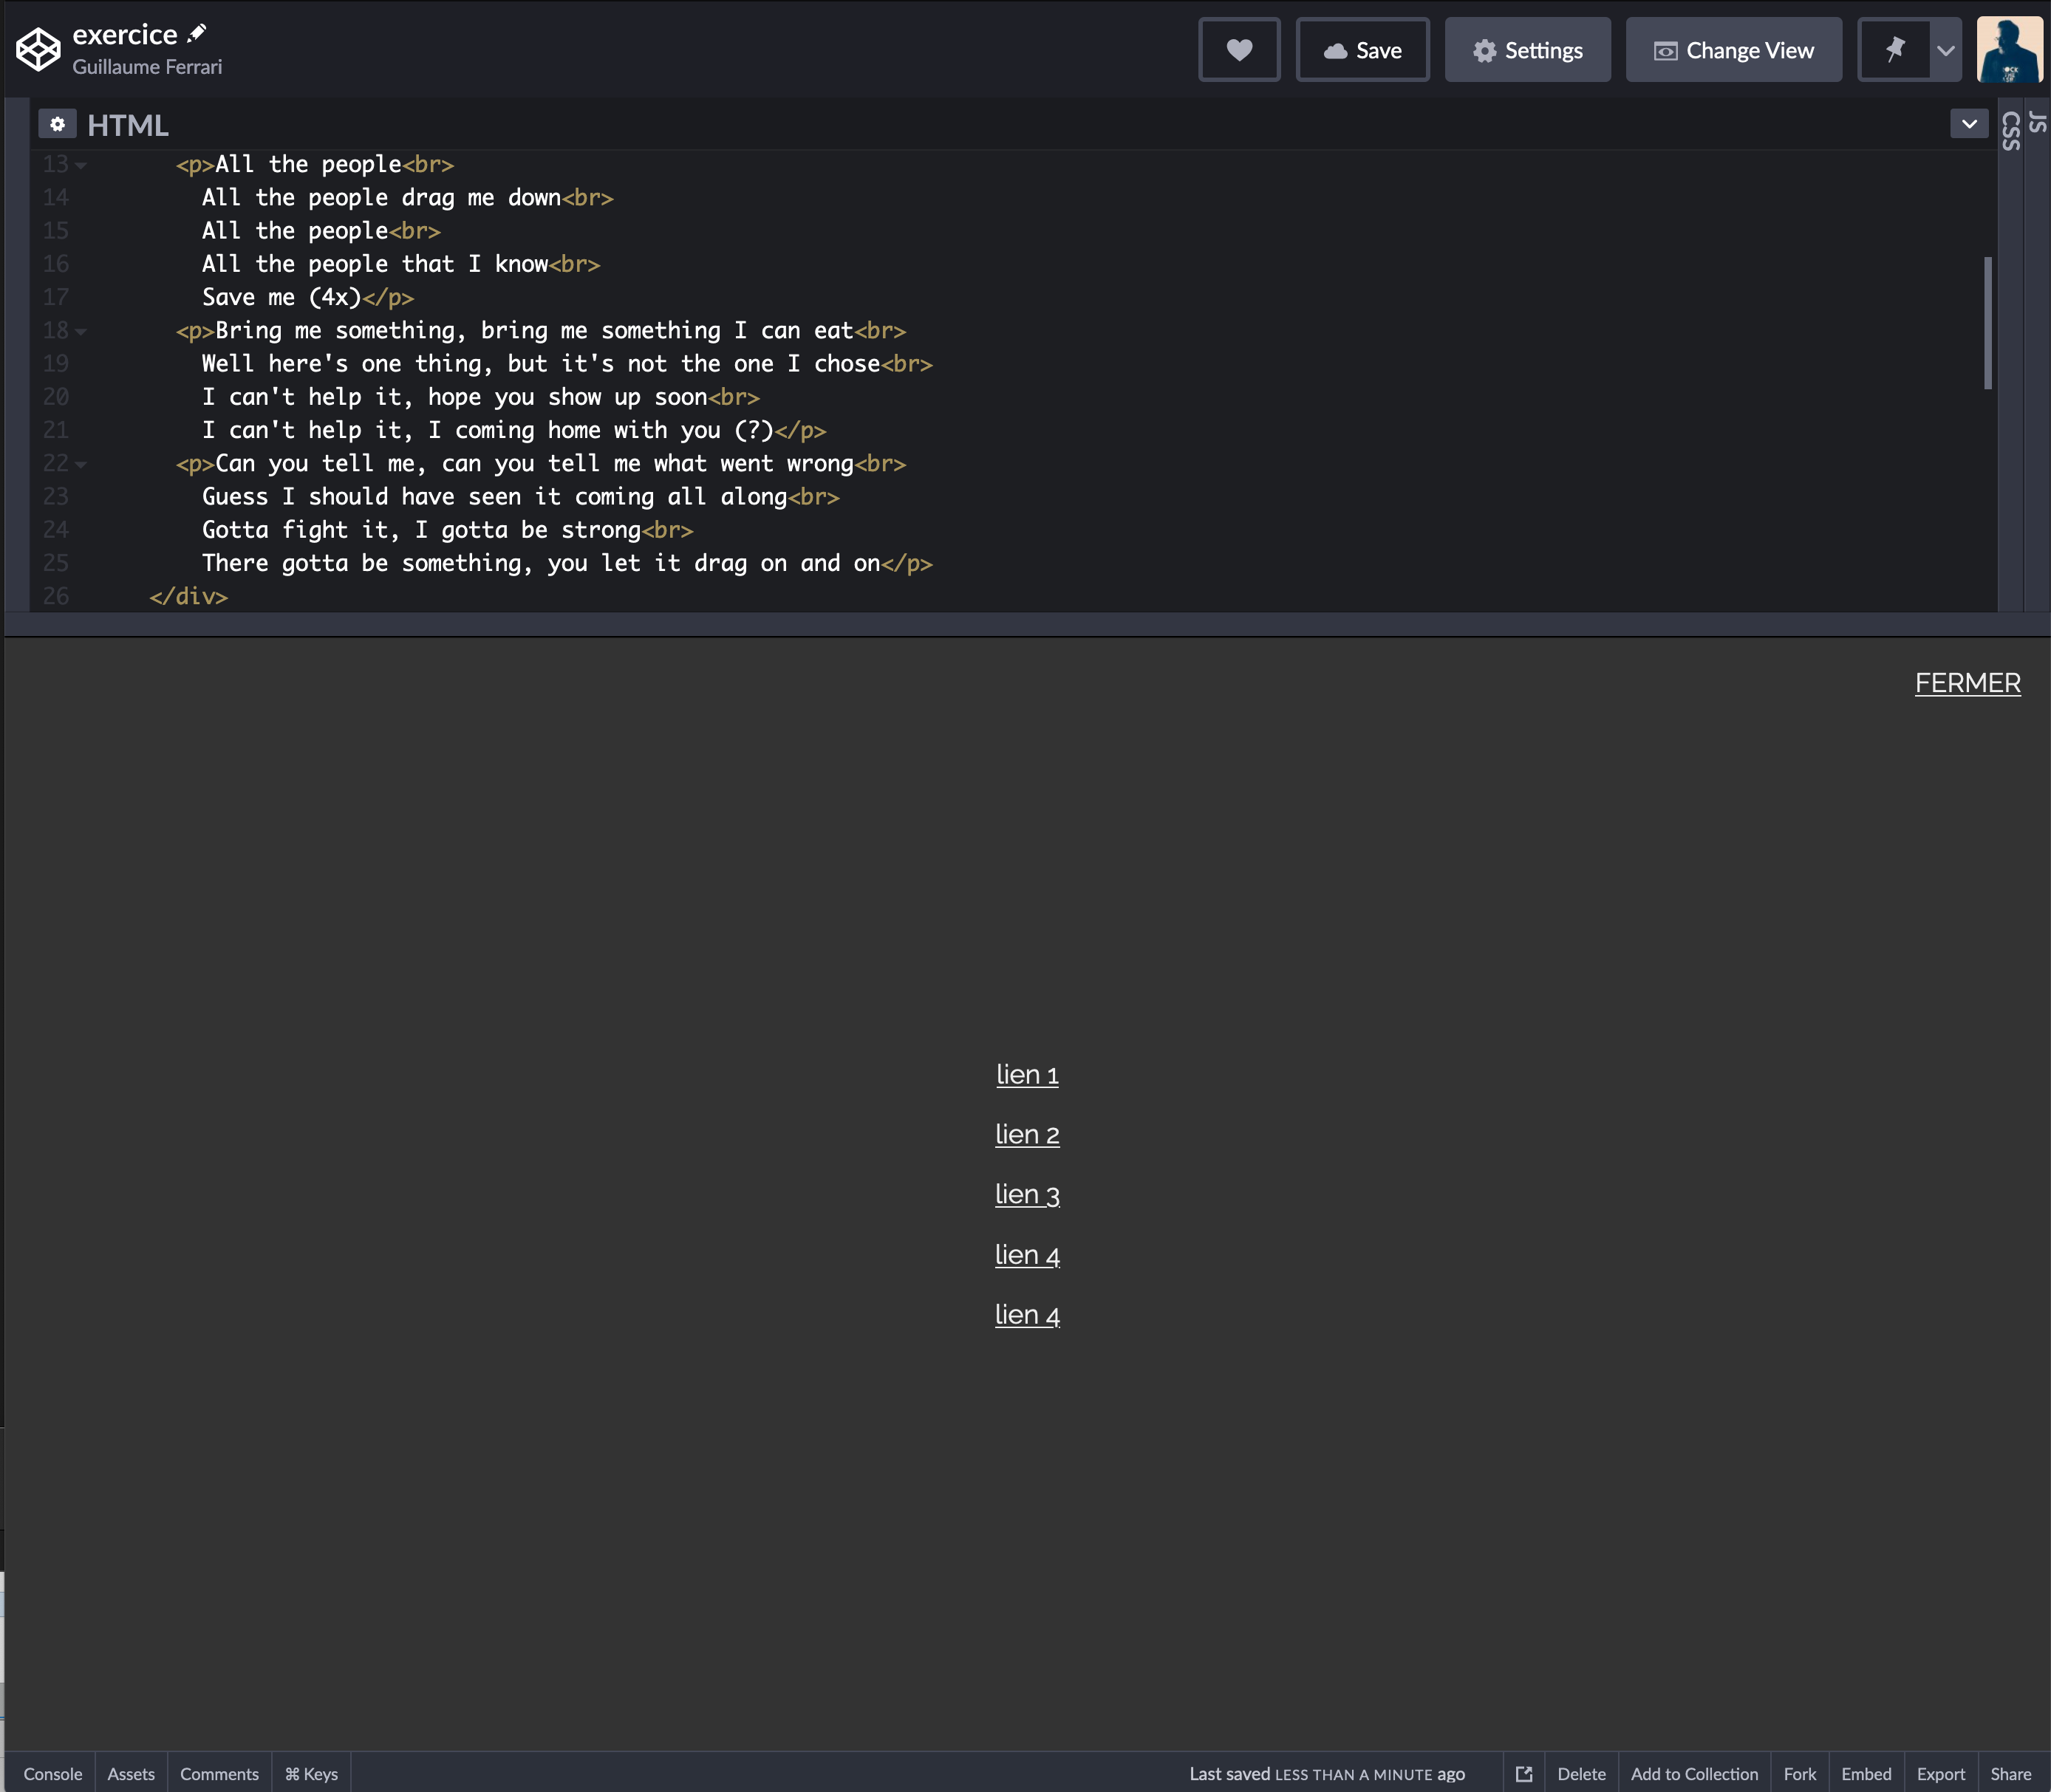 exercice
Guillaume Ferrari
Save
Settings
Change View
HTML
CSS
JS
13 <p>All the people<br>
14 All the people drag me down<br>
15 All the people<br>
16 All the people that I know<br>
17 Save me (4x)</p>
18 <p>Bring me something, bring me something I can eat<br>
19 Well here's one thing, but it's not the one I chose<br>
20 I can't help it, hope you show up soon<br>
21 I can't help it, I coming home with you (?)</p>
22 <p>Can you tell me, can you tell me what went wrong<br>
23 Guess I should have seen it coming all along<br>
24 Gotta fight it, I gotta be strong<br>
25 There gotta be something, you let it drag on and on</p>
26 </div>
FERMER
lien 1
lien 2
lien 3
lien 4
lien 4
Console Assets Comments ⌘ Keys Last saved LESS THAN A MINUTE ago Delete Add to Collection Fork Embed Export Share